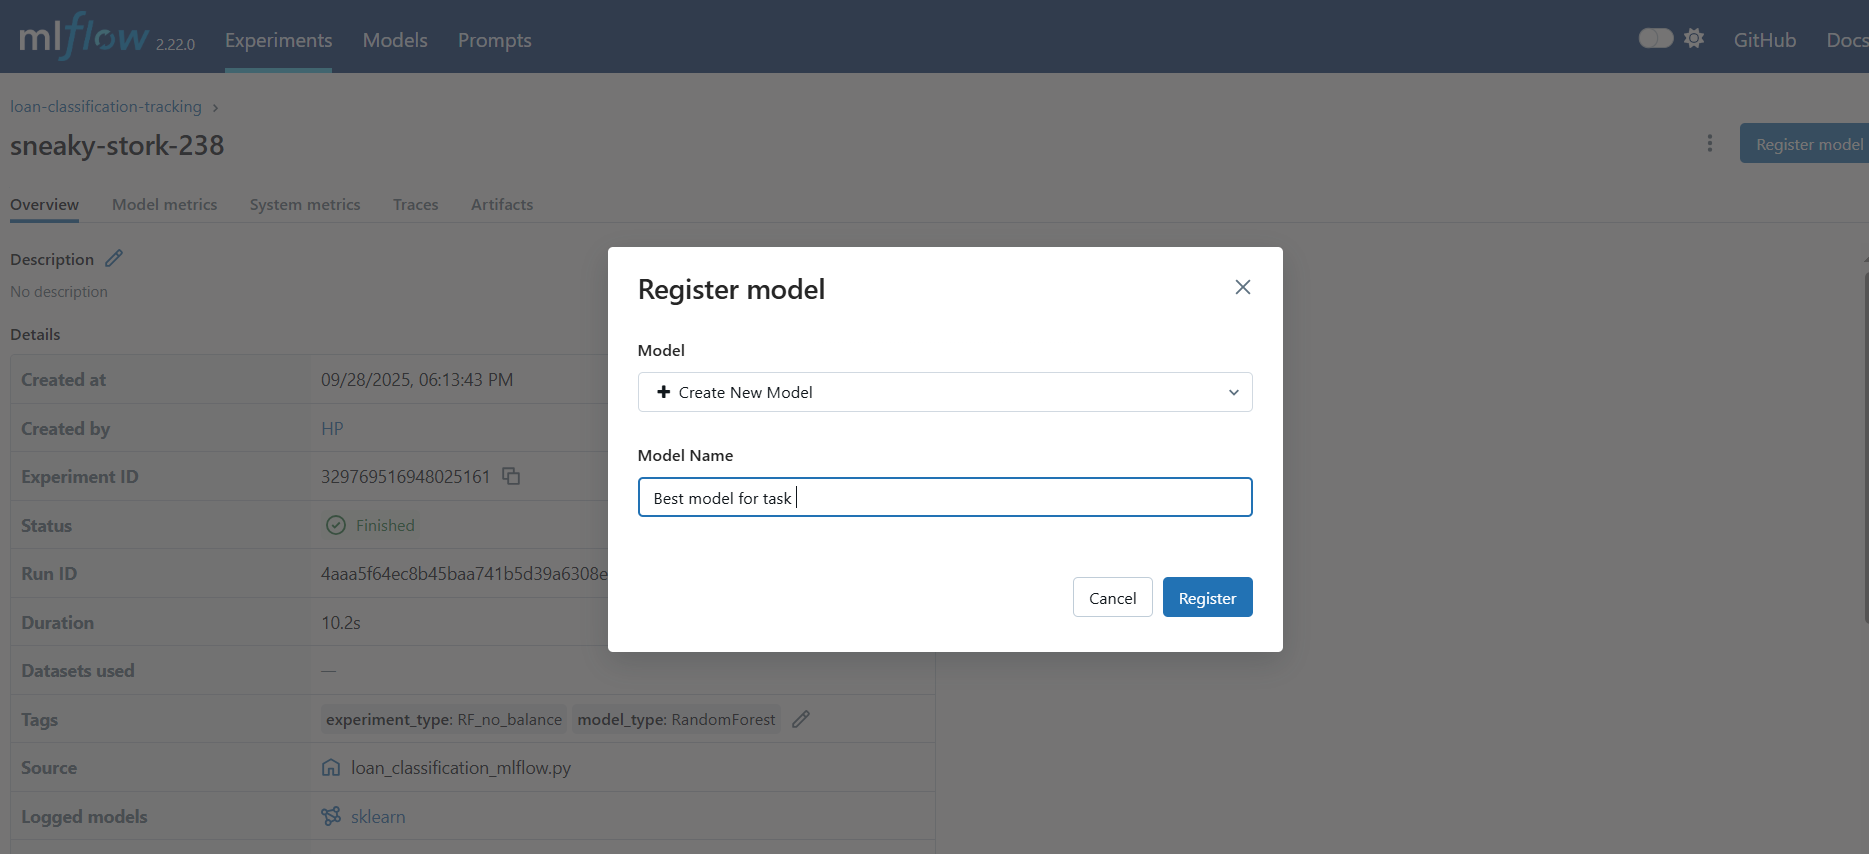 mlflow 2.22.0 Experiments Models Prompts GitHub Docs
loan-classification-tracking ›
sneaky-stork-238
Register model
Overview Model metrics System metrics Traces Artifacts
Description
No description
Details
Created at 09/28/2025, 06:13:43 PM
Created by HP
Experiment ID 329769516948025161
Status Finished
Run ID 4aaa5f64ec8b45baa741b5d39a6308e
Duration 10.2s
Datasets used —
Tags experiment_type: RF_no_balance model_type: RandomForest
Source loan_classification_mlflow.py
Logged models sklearn
Register model
Model
Create New Model
Model Name
Best model for task
Cancel Register